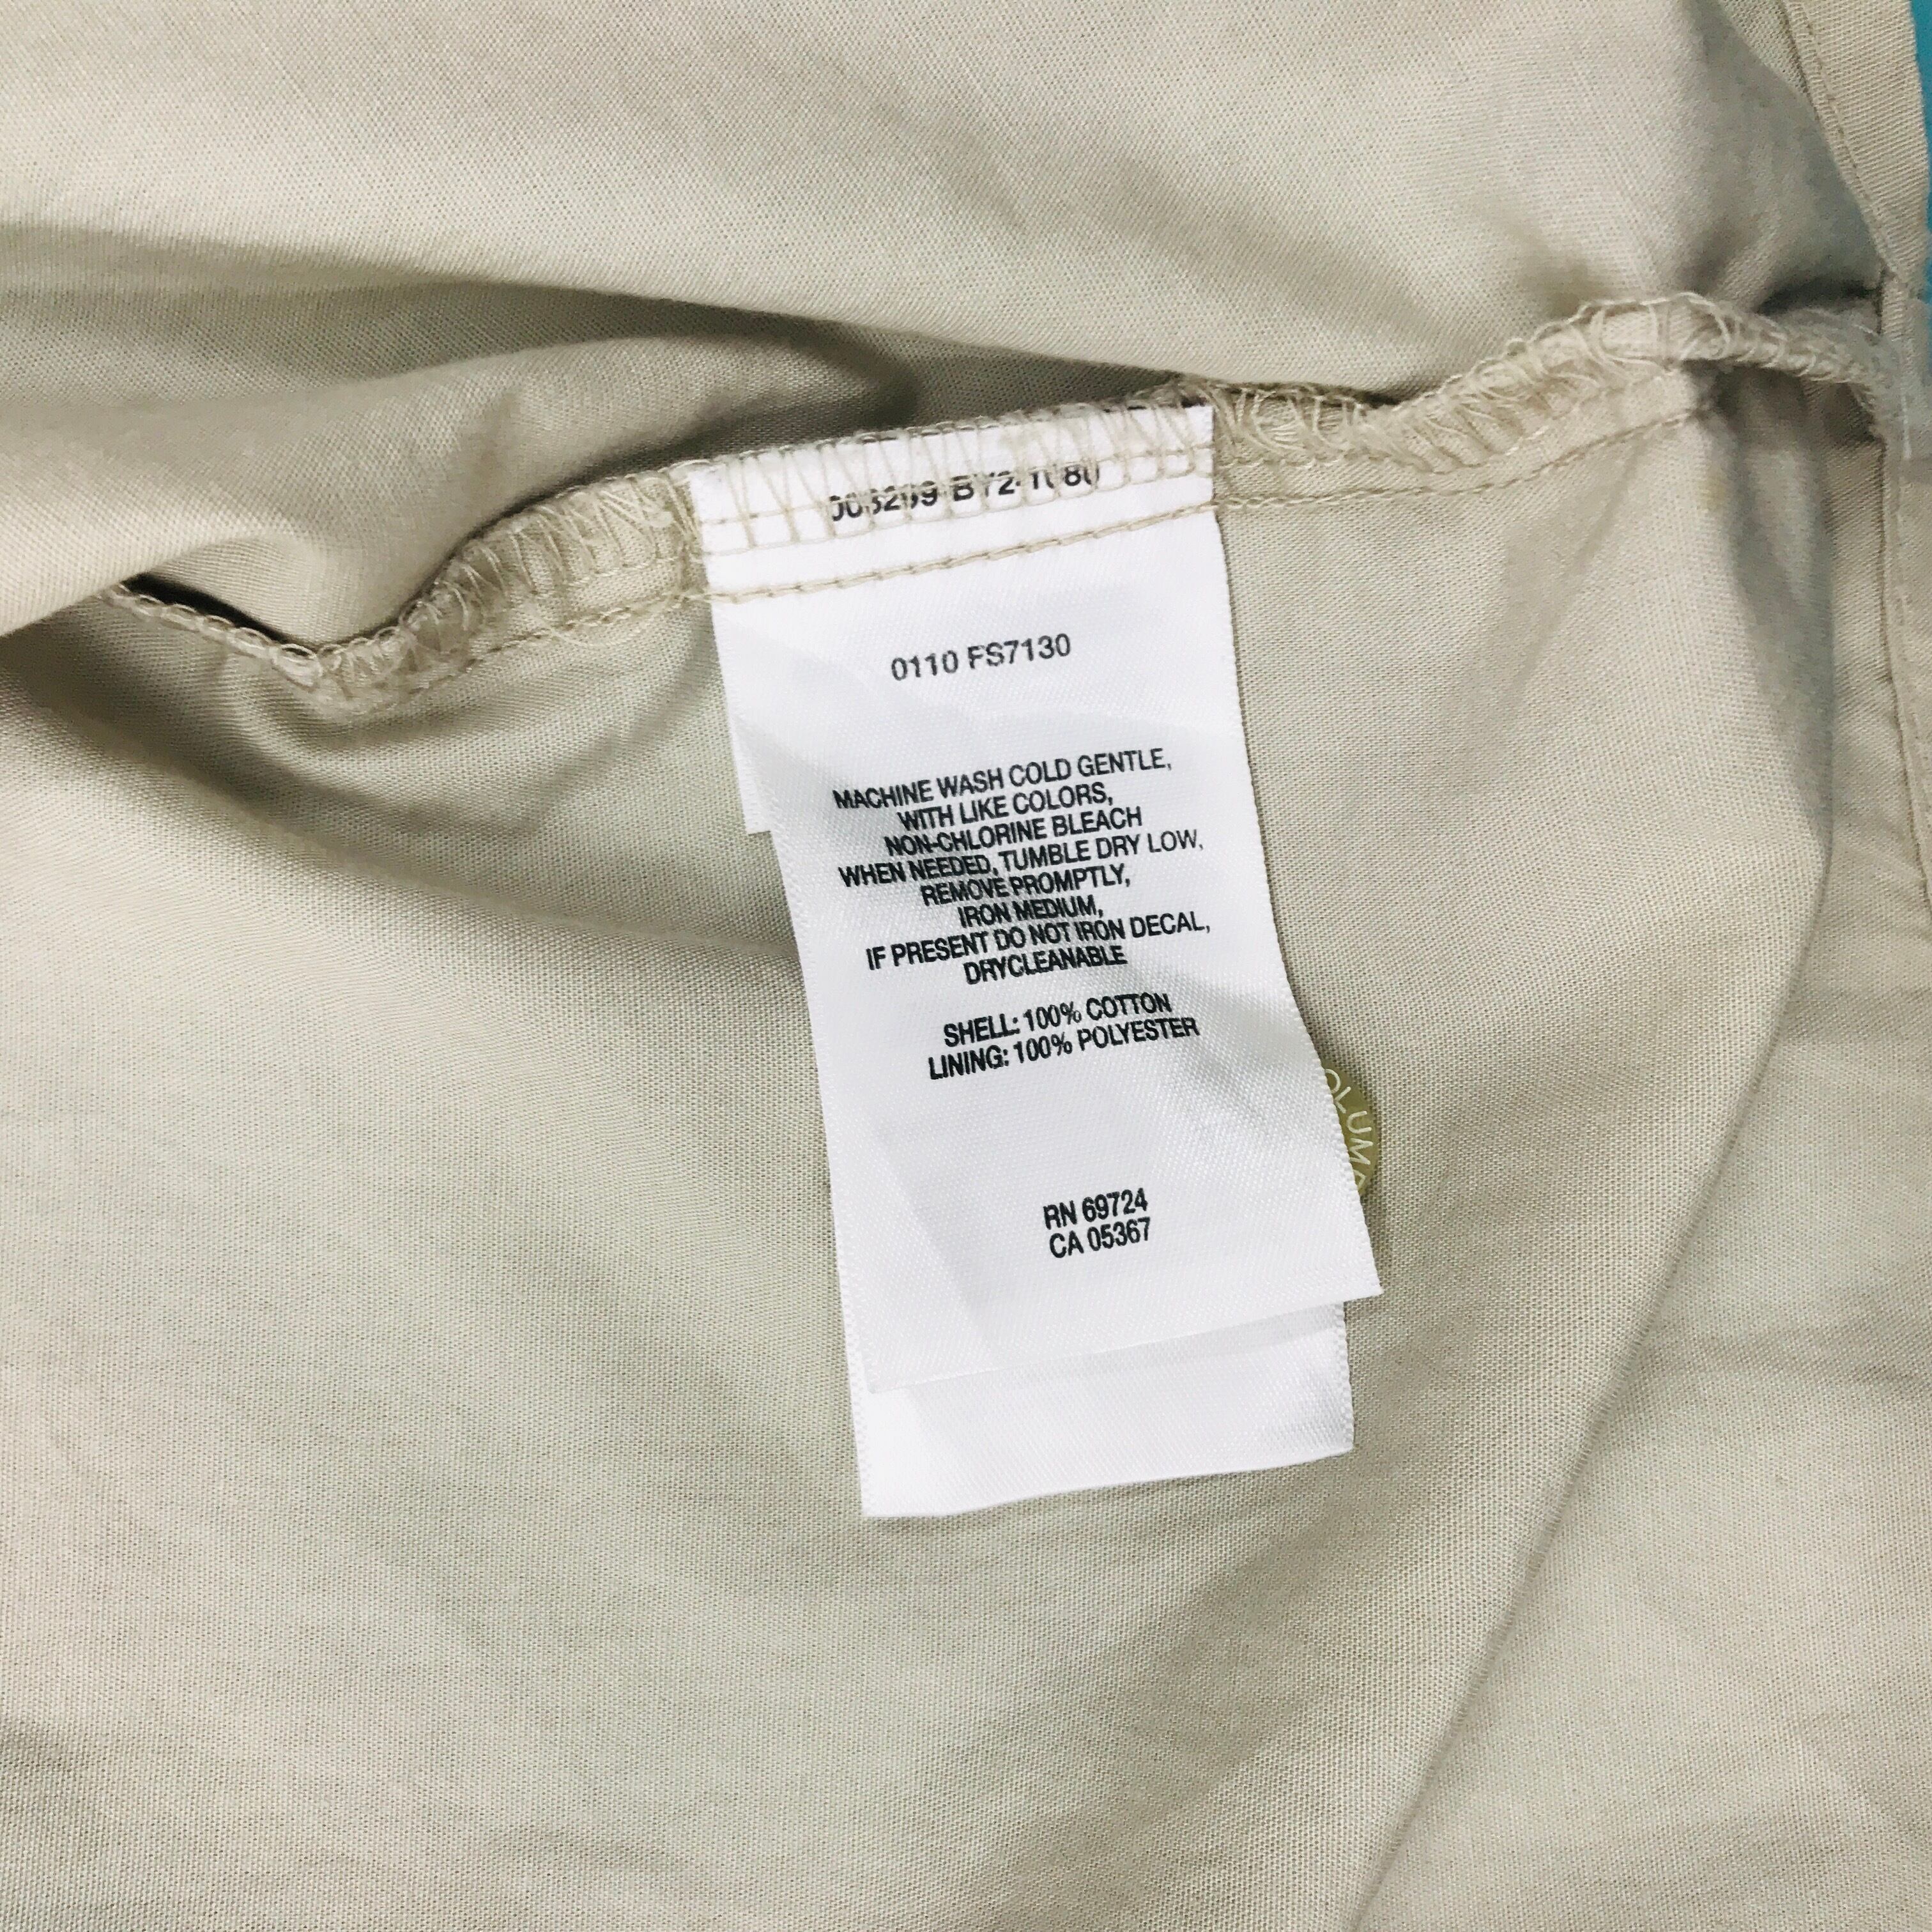 0110 FS7130
MACHINE WASH COLD GENTLE,
WITH LIKE COLORS,
NON-CHLORINE BLEACH
WHEN NEEDED, TUMBLE DRY LOW,
REMOVE PROMPTLY,
IRON MEDIUM,
IF PRESENT DO NOT IRON DECAL,
DRYCLEANABLE
SHELL: 100% COTTON
LINING: 100% POLYESTER
RN 69724
CA 05367